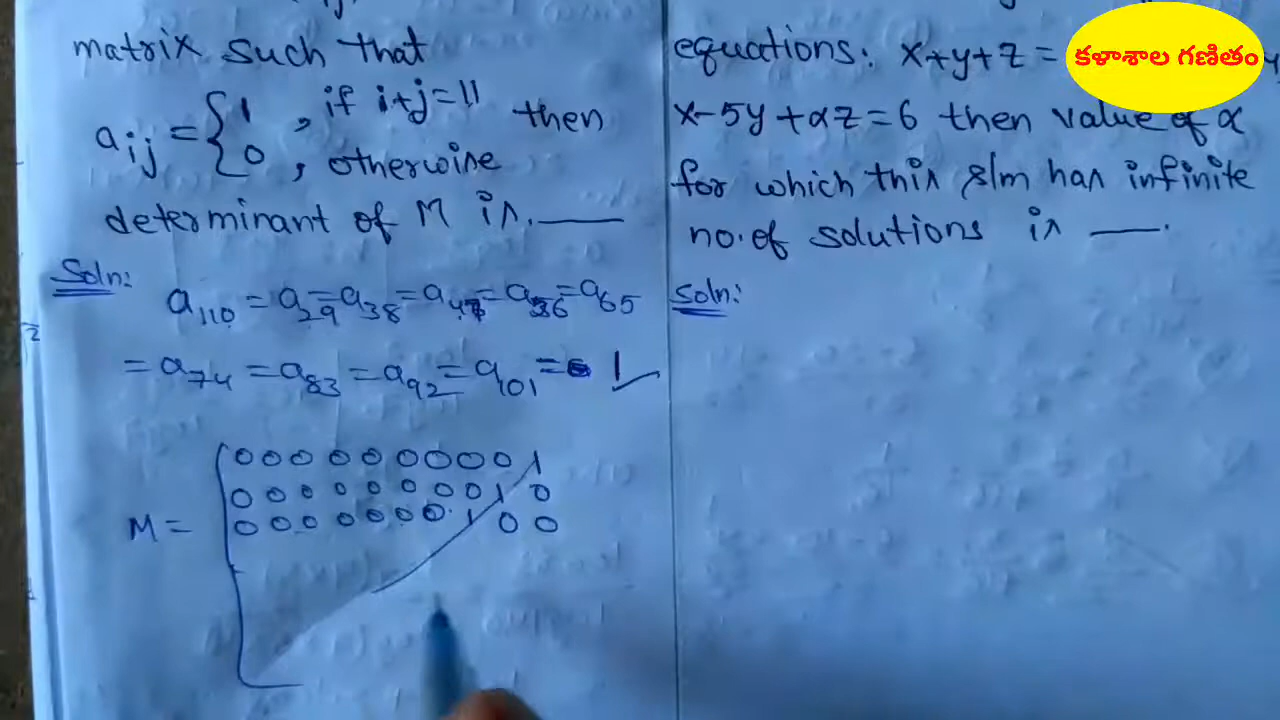 matrix such that
aij = { 1 , if i+j=11 then
0 , otherwise
determinant of M is. ____
Soln:
a110 = a29 = a38 = a47 = a56 = a65
= a74 = a83 = a92 = a101 = 1 ✓
M = [ 0 0 0 0 0 0 0 0 0 1
0 0 0 0 0 0 0 0 1 0
0 0 0 0 0 0 0 1 0 0
equations: x+y+z =
x-5y+αz=6 then value of α
for which this s/m has infinite
no. of solutions is ____.
Soln:
కళాశాల గణితం